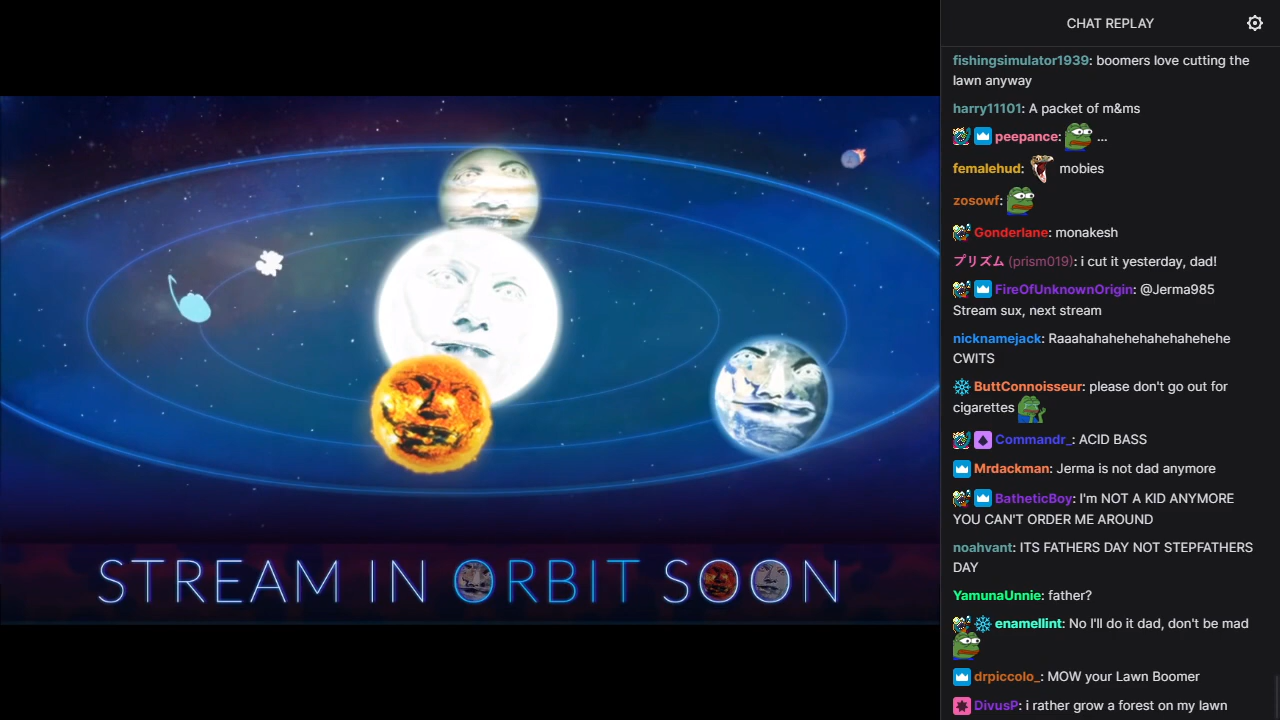 CHAT REPLAY
fishingsimulator1939: boomers love cutting the
lawn anyway
harry11101: A packet of m&ms
peepance: ...
femalehud: mobies
zosowf:
Gonderlane: monakesh
プリズム (prism019): i cut it yesterday, dad!
FireOfUnknownOrigin: @Jerma985
Stream sux, next stream
nicknamejack: Raaahahahehehahehahehehe
CWITS
ButtConnoisseur: please don't go out for
cigarettes
Commandr_: ACID BASS
Mrdackman: Jerma is not dad anymore
BatheticBoy: I'm NOT A KID ANYMORE
YOU CAN'T ORDER ME AROUND
noahvant: ITS FATHERS DAY NOT STEPFATHERS
DAY
YamunaUnnie: father?
enamellint: No I'll do it dad, don't be mad
drpiccolo_: MOW your Lawn Boomer
DivusP: i rather grow a forest on my lawn
STREAM IN ORBIT SOON